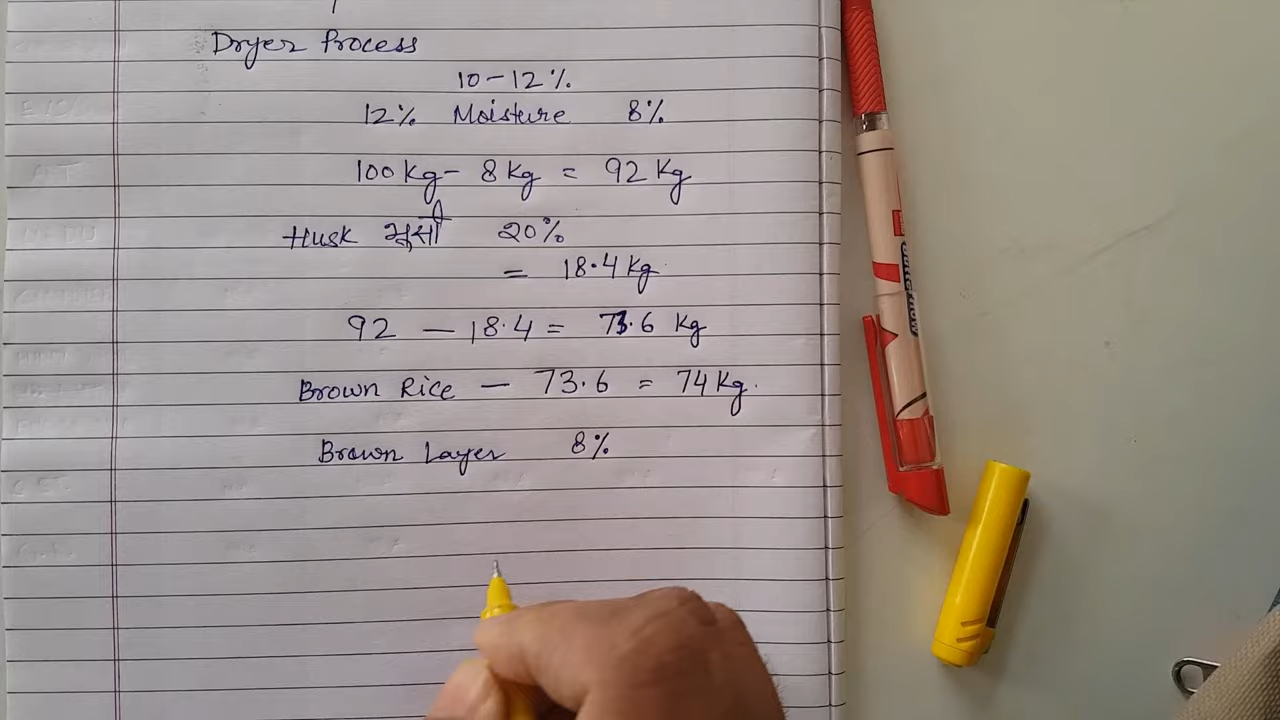 Dryer Process
10-12%
12% Moisture 8%
100 Kg - 8 Kg = 92 Kg
Husk भूसी 20%
= 18.4 Kg
92 - 18.4 = 73.6 Kg
Brown Rice - 73.6 = 74 Kg.
Brown Layer 8%